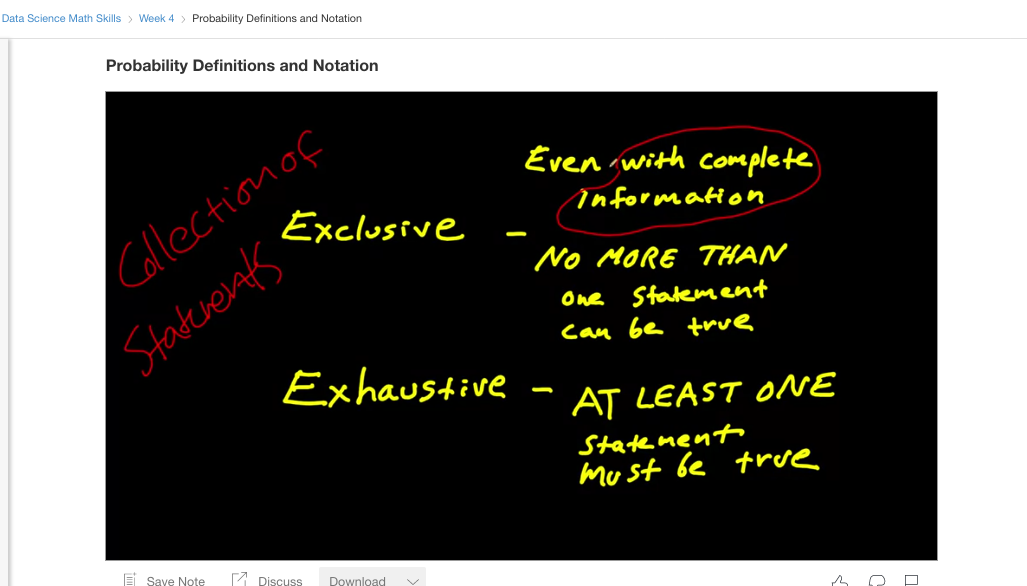 Data Science Math Skills > Week 4 > Probability Definitions and Notation
Probability Definitions and Notation
Collection of
Statements
Even with complete
Information
Exclusive -
NO MORE THAN
one statement
can be true
Exhaustive - AT LEAST ONE
statement
must be true
Save Note Discuss Download